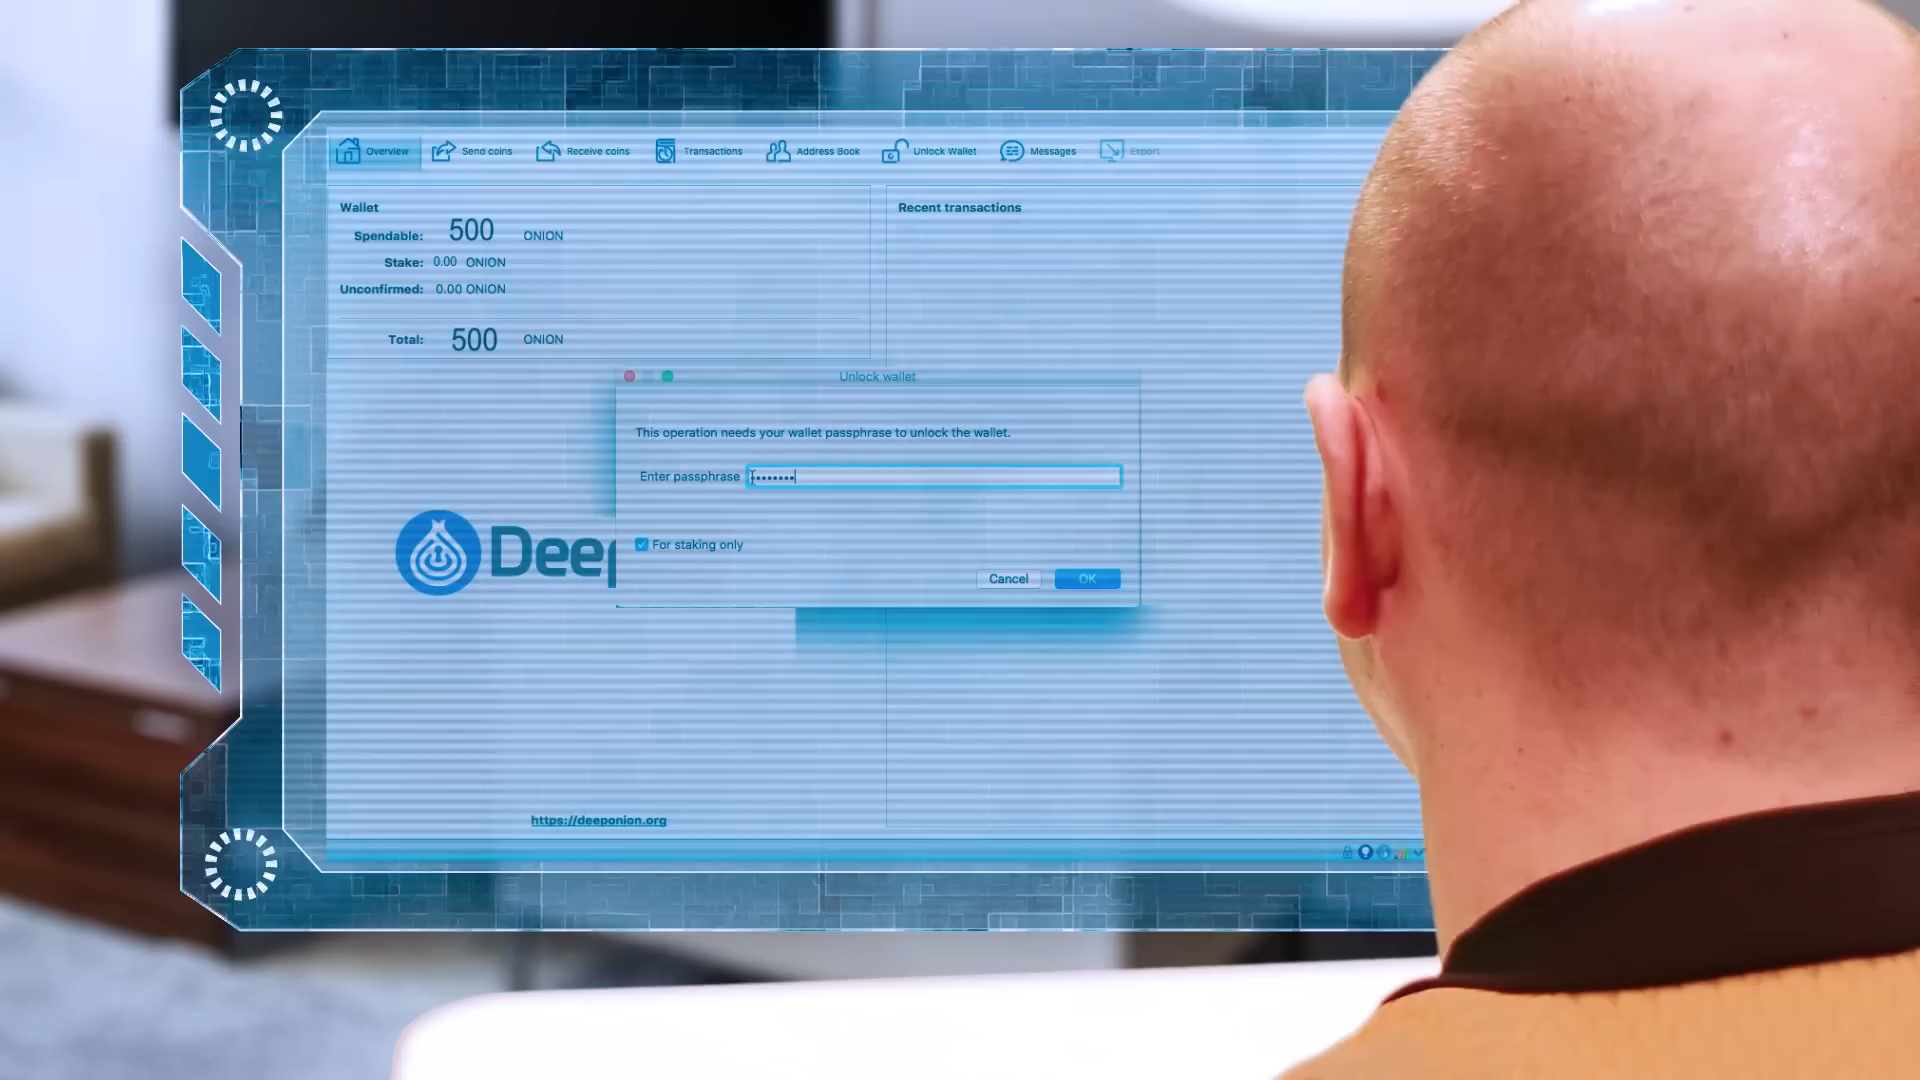 Overview Send coins Receive coins Transactions Address Book Unlock Wallet Messages Export
Wallet
Spendable: 500 ONION
Stake: 0.00 ONION
Unconfirmed: 0.00 ONION
Total: 500 ONION
Recent transactions
Unlock wallet
This operation needs your wallet passphrase to unlock the wallet.
Enter passphrase
For staking only
Cancel OK
Deep
https://deeponion.org